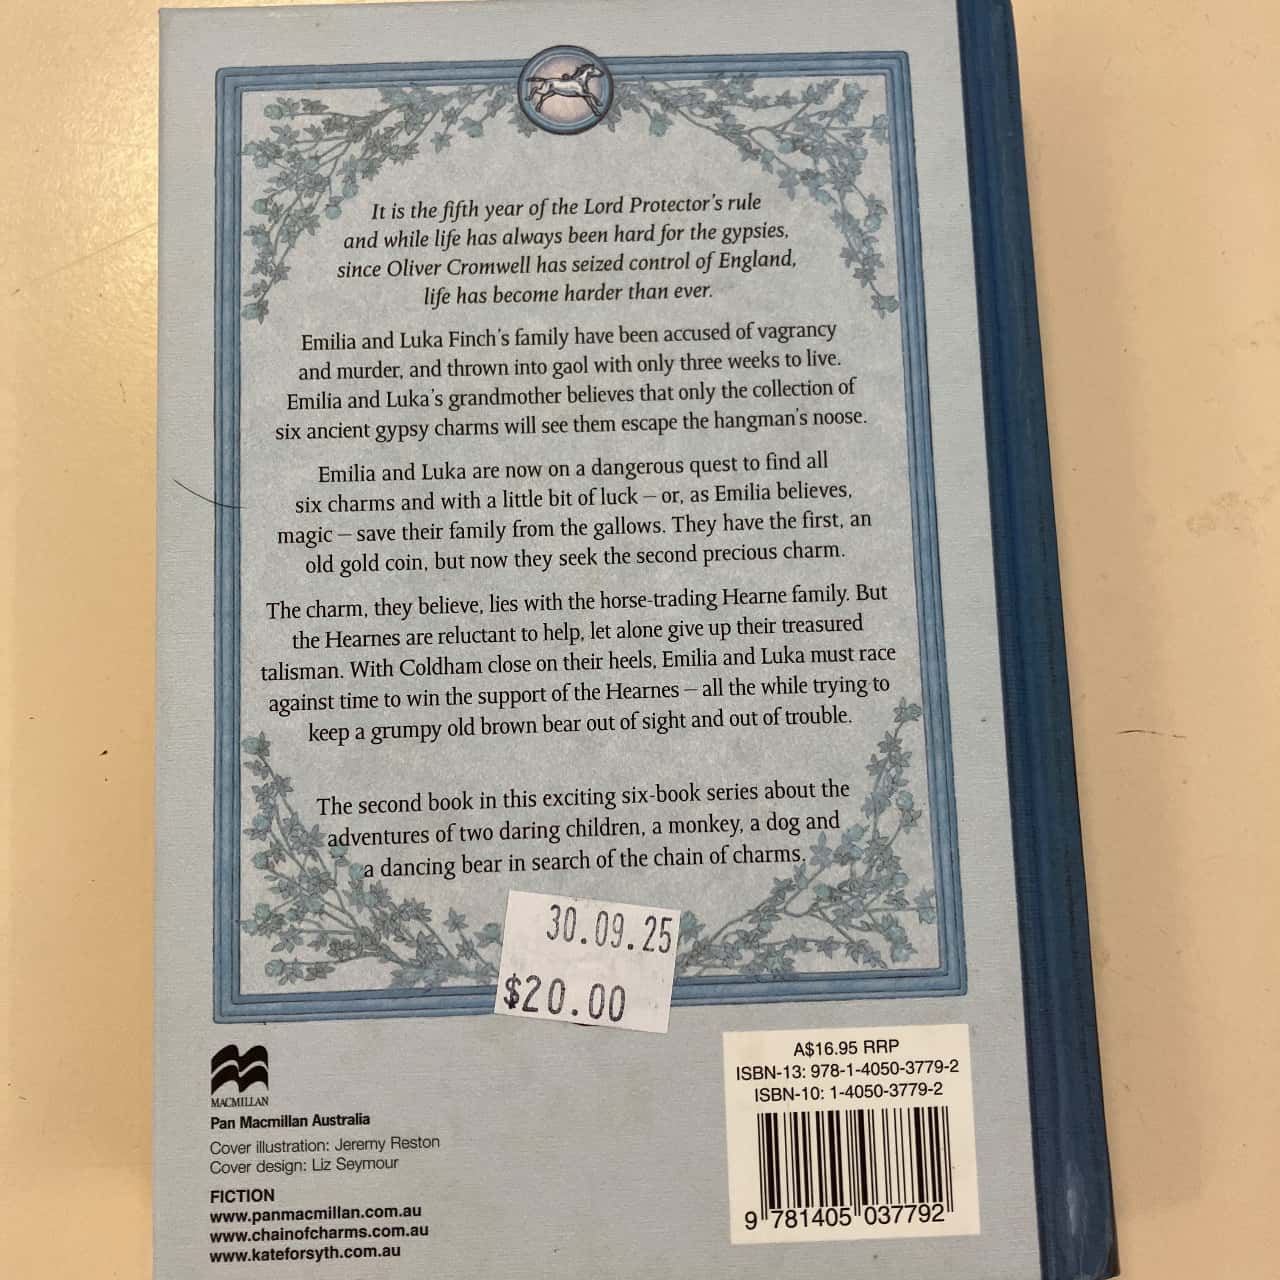 It is the fifth year of the Lord Protector's rule
and while life has always been hard for the gypsies,
since Oliver Cromwell has seized control of England,
life has become harder than ever.
Emilia and Luka Finch's family have been accused of vagrancy
and murder, and thrown into gaol with only three weeks to live.
Emilia and Luka's grandmother believes that only the collection of
six ancient gypsy charms will see them escape the hangman's noose.
Emilia and Luka are now on a dangerous quest to find all
six charms and with a little bit of luck – or, as Emilia believes,
magic – save their family from the gallows. They have the first, an
old gold coin, but now they seek the second precious charm.
The charm, they believe, lies with the horse-trading Hearne family. But
the Hearnes are reluctant to help, let alone give up their treasured
talisman. With Coldham close on their heels, Emilia and Luka must race
against time to win the support of the Hearnes – all the while trying to
keep a grumpy old brown bear out of sight and out of trouble.
The second book in this exciting six-book series about the
adventures of two daring children, a monkey, a dog and
a dancing bear in search of the chain of charms.
30.09.25
$20.00
MACMILLAN
Pan Macmillan Australia
Cover illustration: Jeremy Reston
Cover design: Liz Seymour
FICTION
www.panmacmillan.com.au
www.chainofcharms.com.au
www.kateforsyth.com.au
A$16.95 RRP
ISBN-13: 978-1-4050-3779-2
ISBN-10: 1-4050-3779-2
9 781405 037792